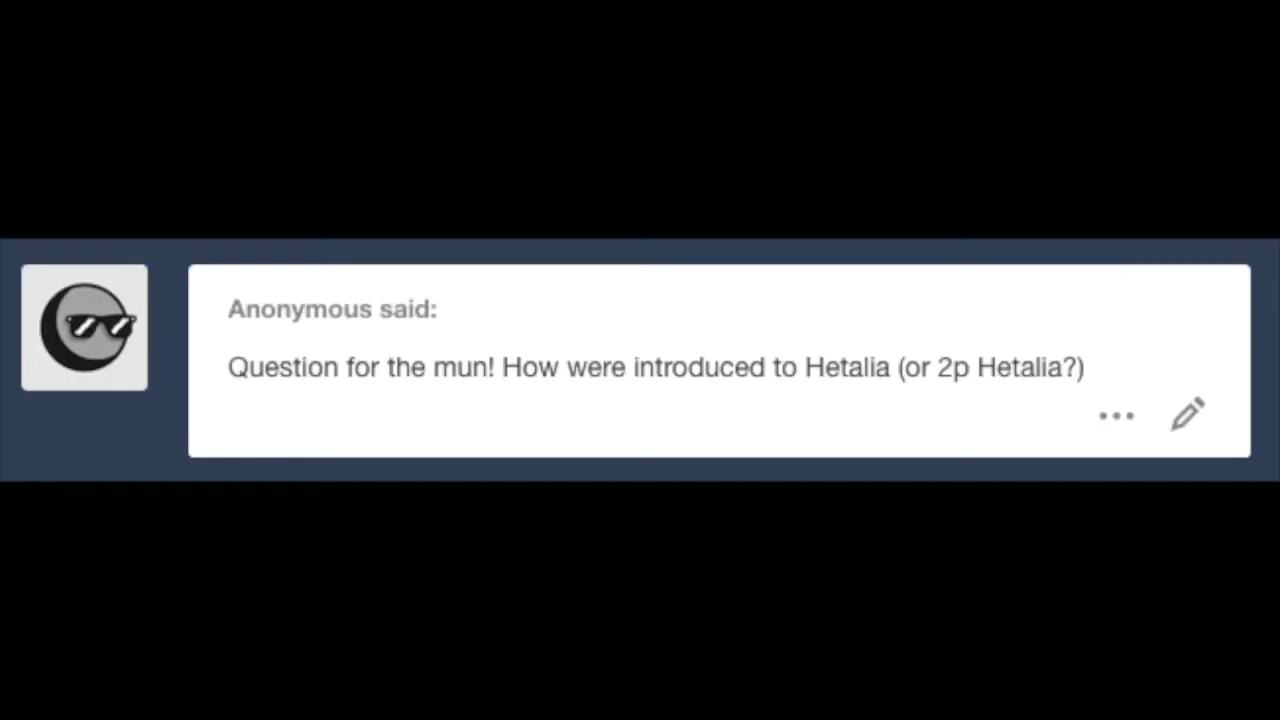 Anonymous said:
Question for the mun! How were introduced to Hetalia (or 2p Hetalia?)